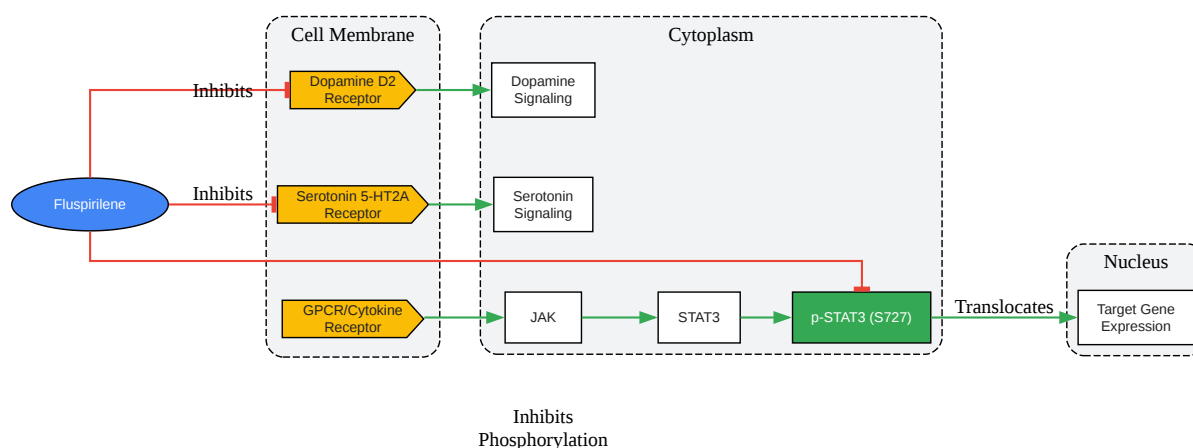 Cell Membrane
Cytoplasm
Inhibits
Dopamine D2
Receptor
Dopamine
Signaling
Fluspirilene
Inhibits
Serotonin 5-HT2A
Receptor
Serotonin
Signaling
Nucleus
GPCR/Cytokine
Receptor
JAK
STAT3
p-STAT3 (S727)
Translocates
Target Gene
Expression
Inhibits
Phosphorylation